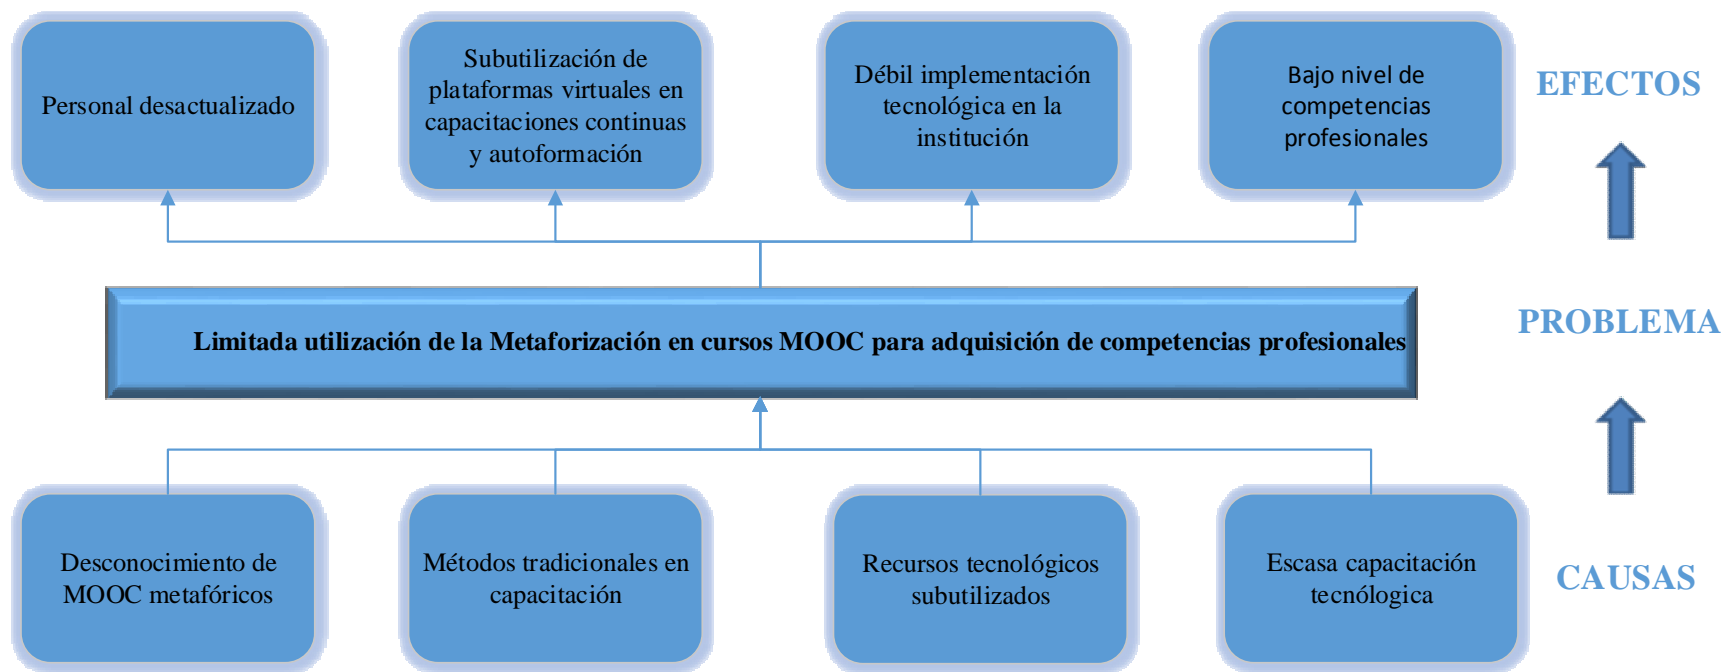 Personal desactualizado
Subutilización de
plataformas virtuales en
capacitaciones continuas
y autoformación
Débil implementación
tecnológica en la
institución
Bajo nivel de
competencias
profesionales
EFECTOS
Limitada utilización de la Metaforización en cursos MOOC para adquisición de competencias profesionales
PROBLEMA
Desconocimiento de
MOOC metafóricos
Métodos tradicionales en
capacitación
Recursos tecnológicos
subutilizados
Escasa capacitación
tecnólogica
CAUSAS